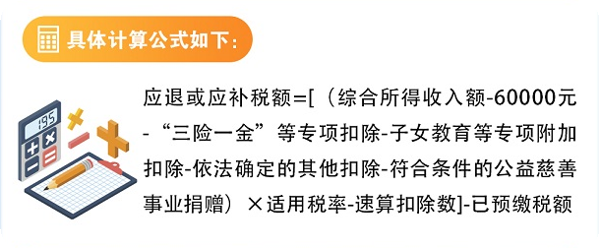 具体计算公式如下：
195
应退或应补税额=[（综合所得收入额-60000元
-“三险一金”等专项扣除-子女教育等专项附加
扣除-依法确定的其他扣除-符合条件的公益慈善
事业捐赠）×适用税率-速算扣除数]-已预缴税额